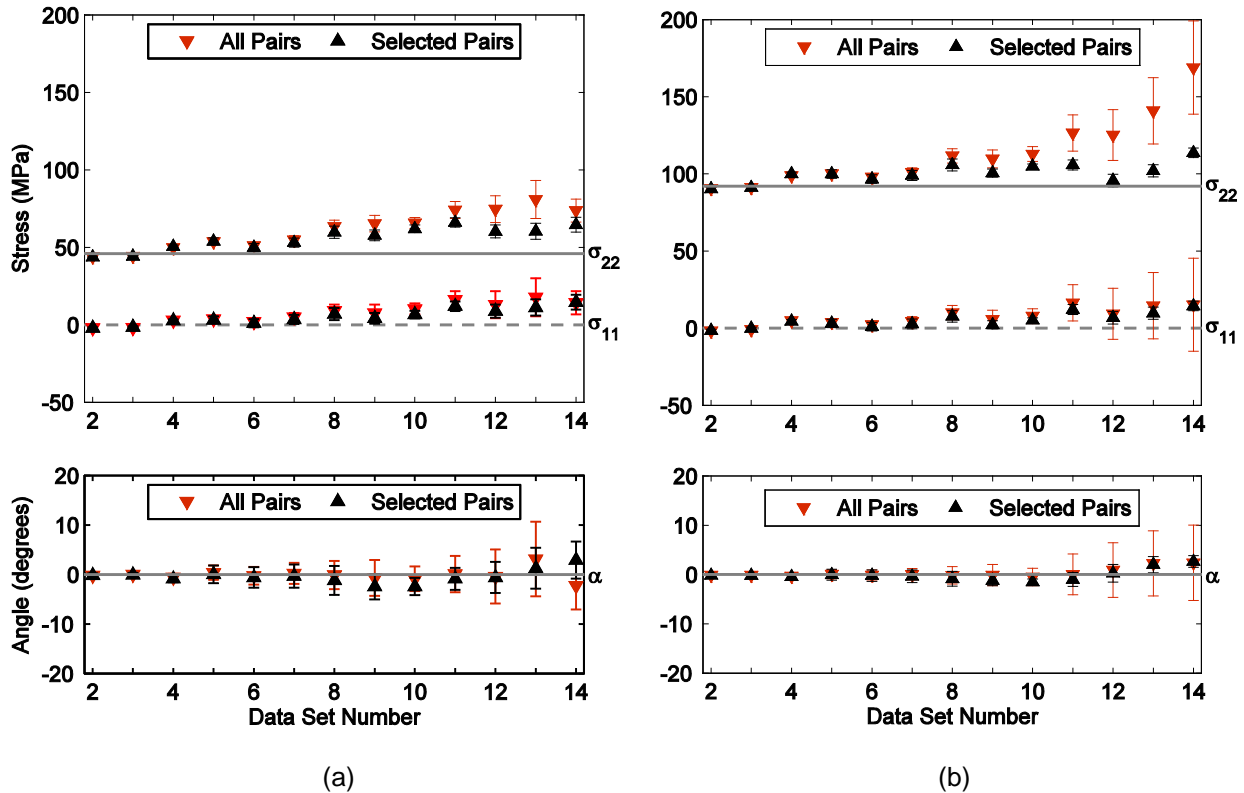 200
150
100
50
0
-50
Stress (MPa)
All Pairs Selected Pairs
σ22
σ11
2 4 6 8 10 12 14
20
10
0
-10
-20
Angle (degrees)
All Pairs Selected Pairs
α
2 4 6 8 10 12 14
Data Set Number
(a)
200
150
100
50
0
-50
All Pairs Selected Pairs
σ22
σ11
2 4 6 8 10 12 14
20
10
0
-10
-20
All Pairs Selected Pairs
α
2 4 6 8 10 12 14
Data Set Number
(b)